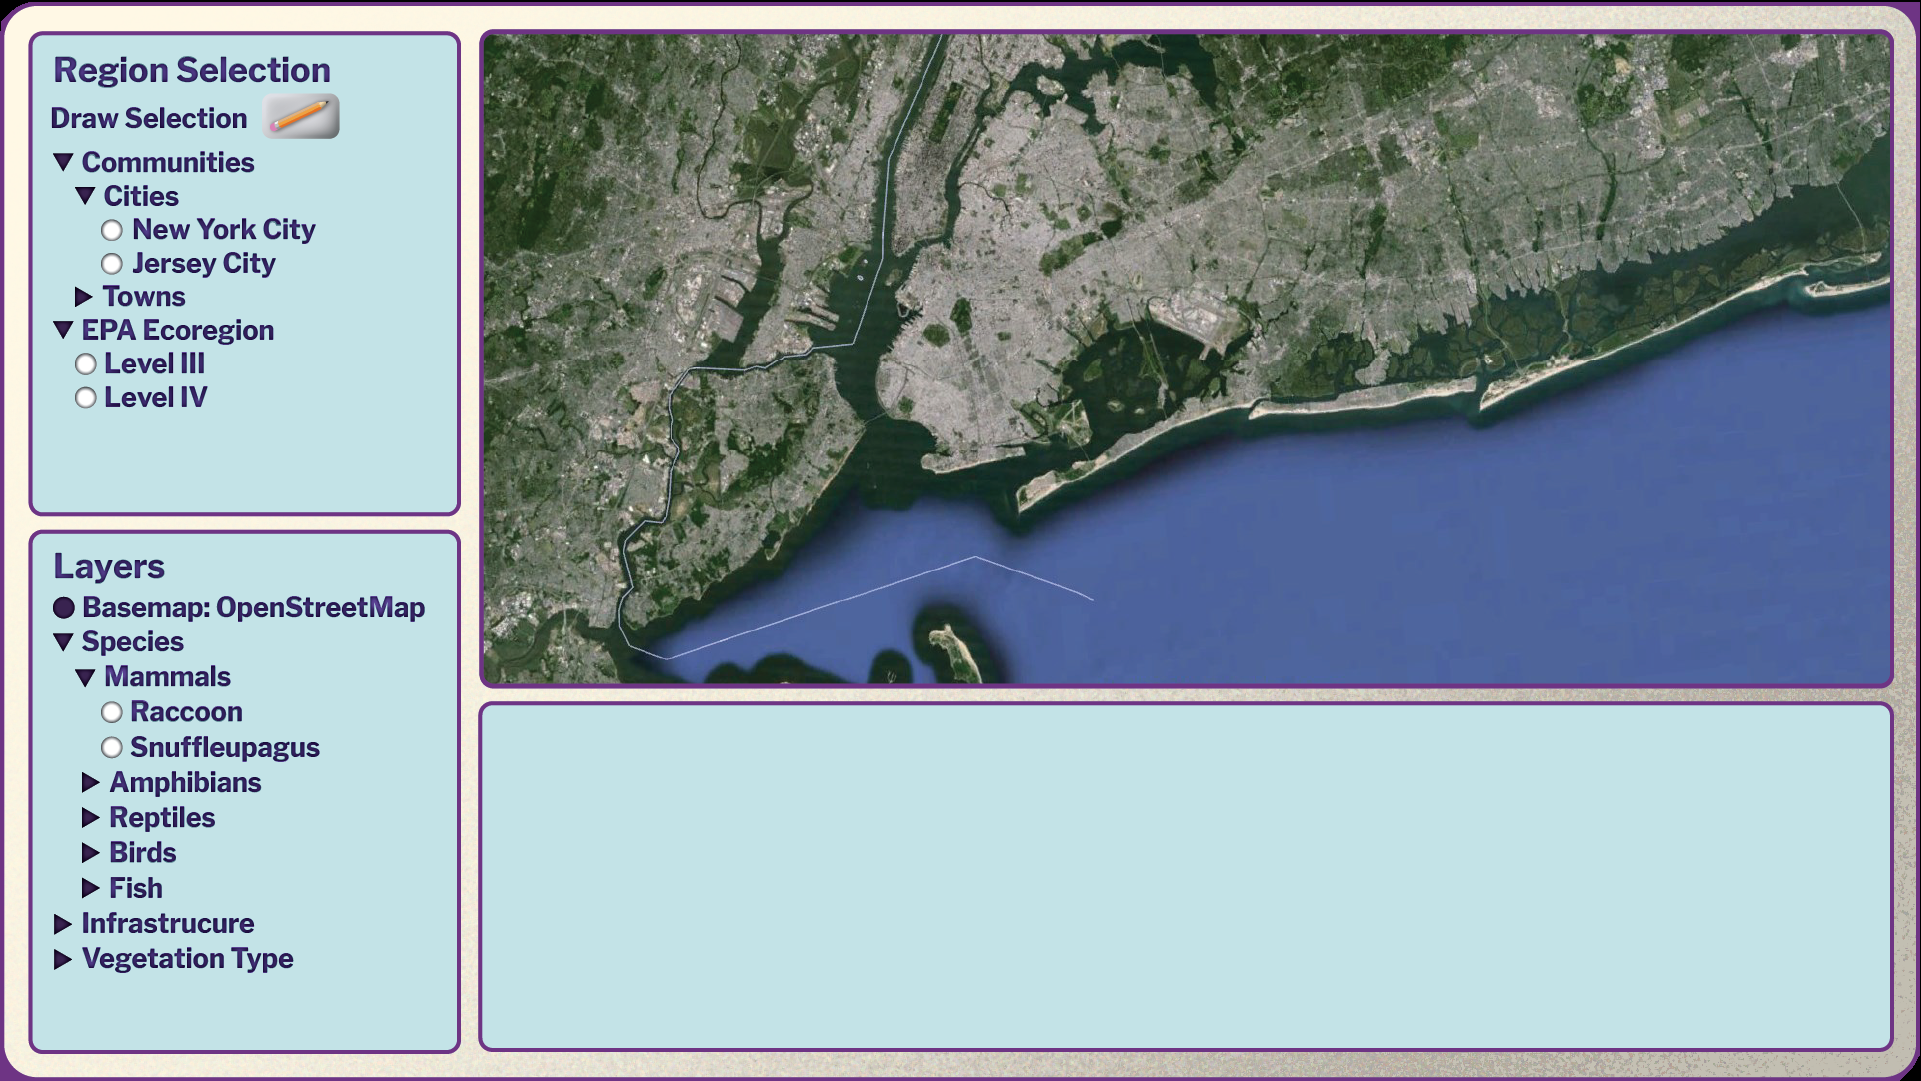 Region Selection
Draw Selection
Communities
Cities
New York City
Jersey City
Towns
EPA Ecoregion
Level III
Level IV
Layers
Basemap: OpenStreetMap
Species
Mammals
Raccoon
Snuffleupagus
Amphibians
Reptiles
Birds
Fish
Infrastrucure
Vegetation Type